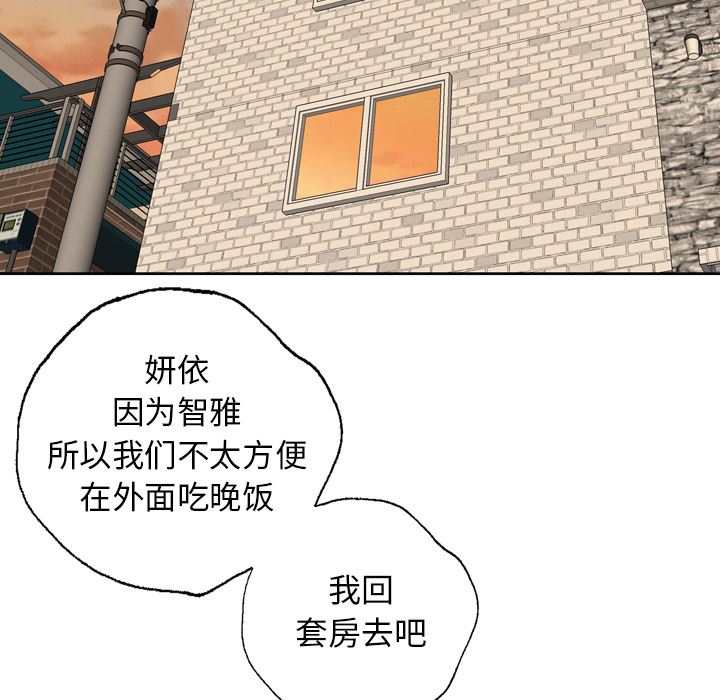 妍依
因为智雅
所以我们不太方便
在外面吃晚饭
我回
套房去吧